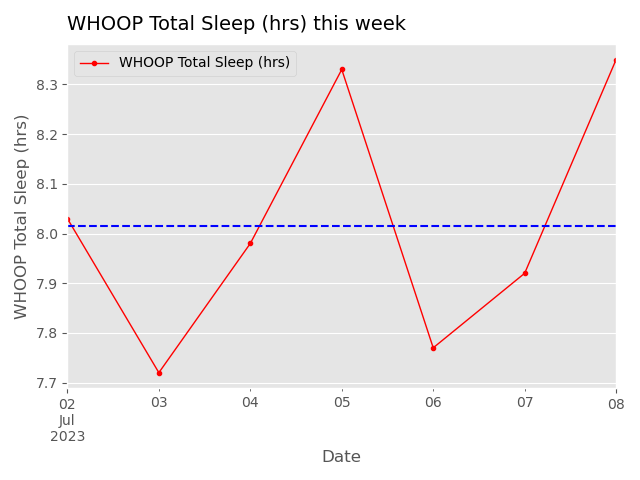 WHOOP Total Sleep (hrs) this week
WHOOP Total Sleep (hrs)
WHOOP Total Sleep (hrs)
8.3
8.2
8.1
8.0
7.9
7.8
7.7
02 03 04 05 06 07 08
Jul
2023
Date